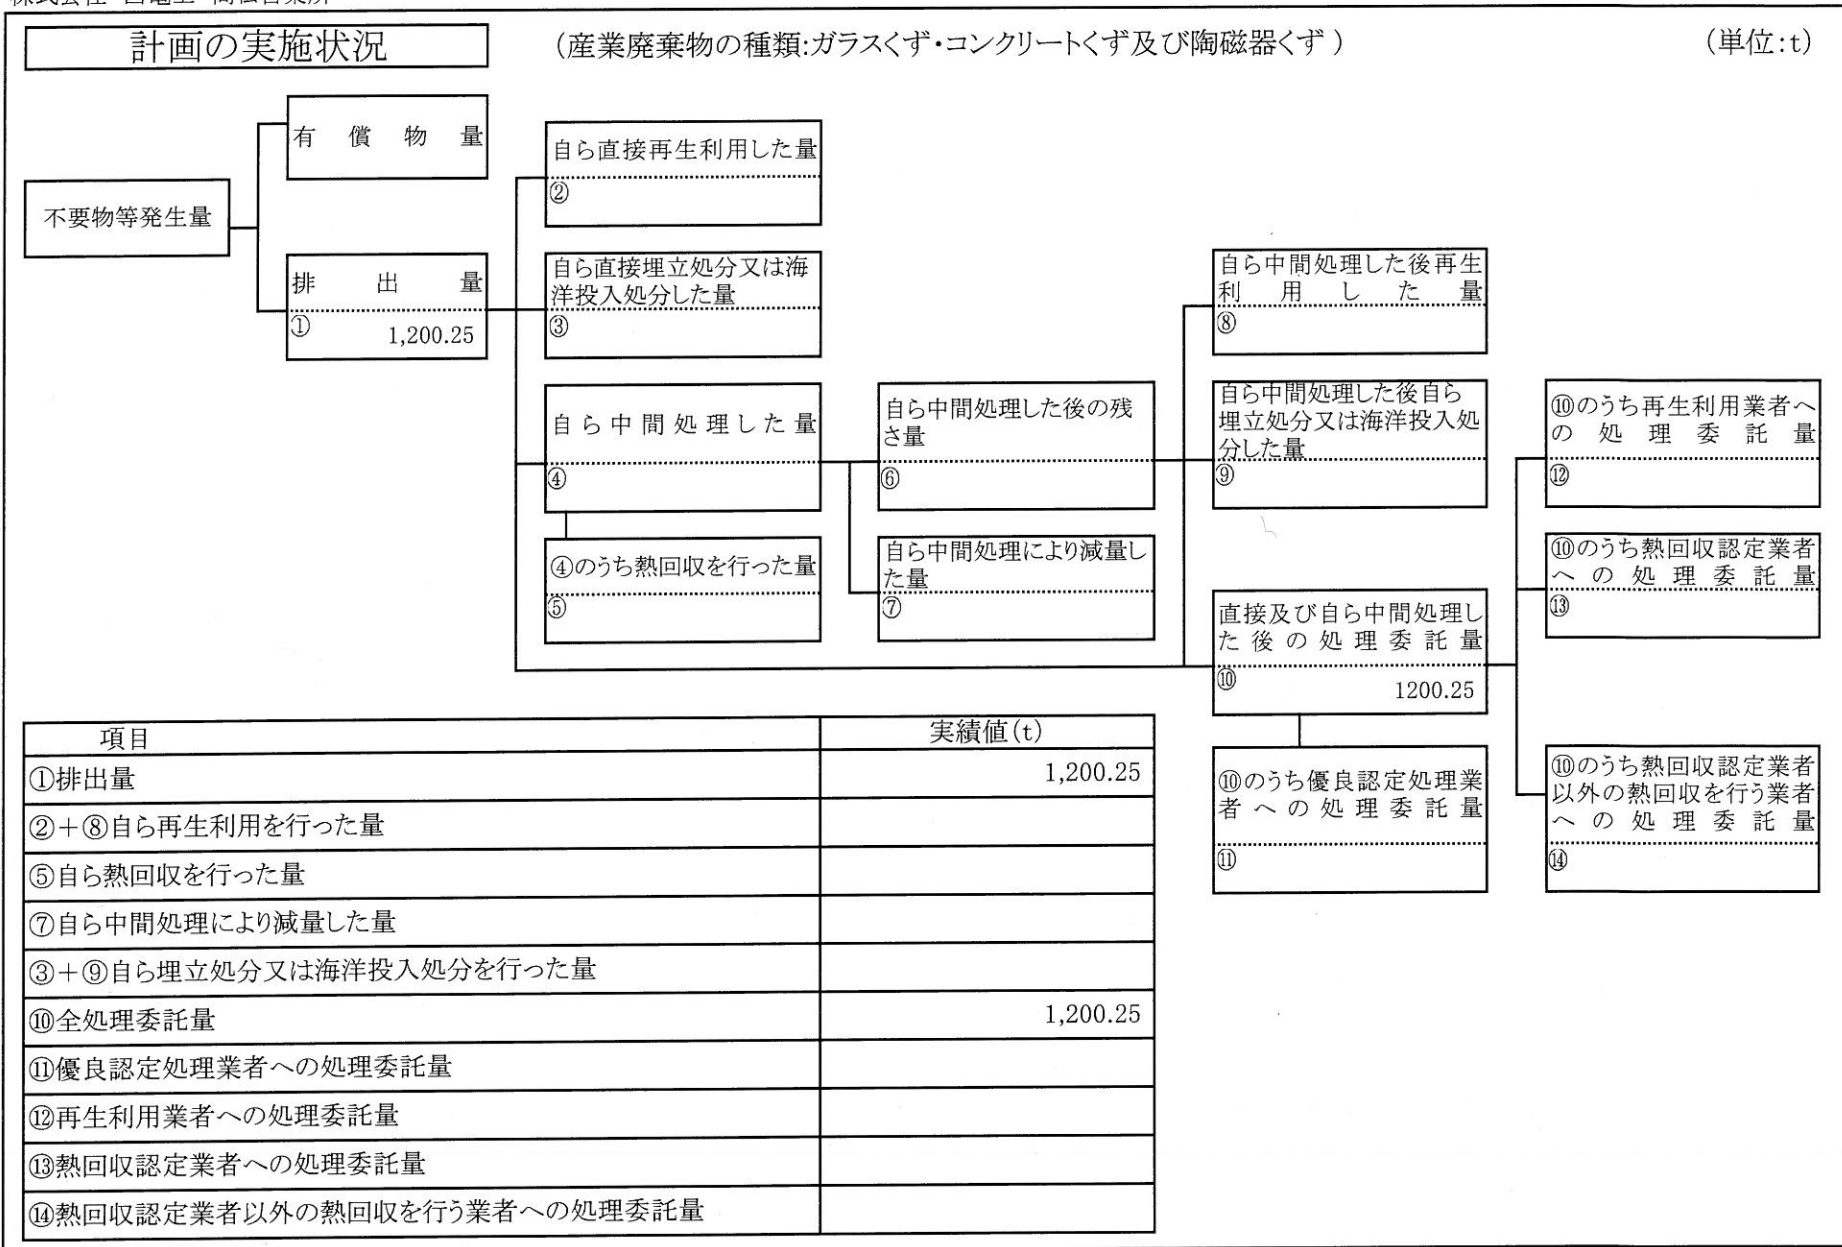 計画の実施状況
(産業廃棄物の種類:ガラスくず・コンクリートくず及び陶磁器くず)
(単位:t)
有償物量
不要物等発生量
排出量
① 1,200.25
自ら直接再生利用した量
②
自ら直接埋立処分又は海
洋投入処分した量
③
自ら中間処理した量
④
④のうち熱回収を行った量
⑤
自ら中間処理した後の残
さ量
⑥
自ら中間処理により減量し
た量
⑦
自ら中間処理した後再生
利用した量
⑧
自ら中間処理した後自ら
埋立処分又は海洋投入処
分した量
⑨
直接及び自ら中間処理し
た後の処理委託量
⑩ 1200.25
⑩のうち優良認定処理業
者への処理委託量
⑪
⑩のうち再生利用業者へ
の処理委託量
⑫
⑩のうち熱回収認定業者
への処理委託量
⑬
⑩のうち熱回収認定業者
以外の熱回収を行う業者
への処理委託量
⑭
項目 実績値(t)
①排出量 1,200.25
②+⑧自ら再生利用を行った量
⑤自ら熱回収を行った量
⑦自ら中間処理により減量した量
③+⑨自ら埋立処分又は海洋投入処分を行った量
⑩全処理委託量 1,200.25
⑪優良認定処理業者への処理委託量
⑫再生利用業者への処理委託量
⑬熱回収認定業者への処理委託量
⑭熱回収認定業者以外の熱回収を行う業者への処理委託量